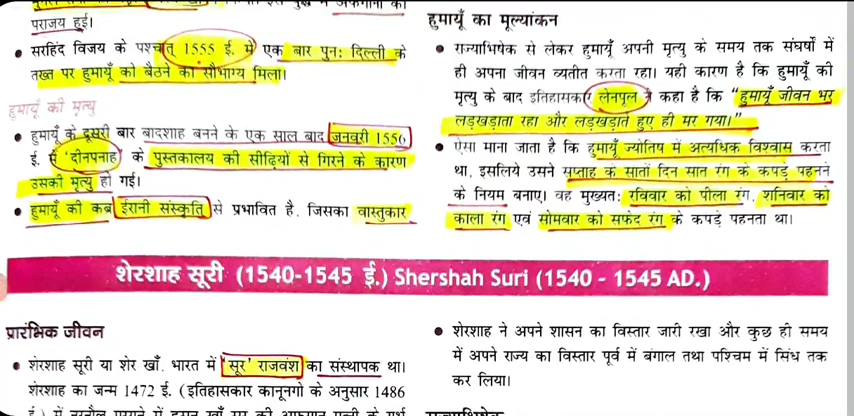 पराजय हुई।
सरहिंद विजय के पश्चात् 1555 ई. में एक बार पुनः दिल्ली के
तख्त पर हुमायूँ को बैठने का सौभाग्य मिला।
हुमायूँ की मृत्यु
हुमायूँ के दूसरी बार बादशाह बनने के एक साल बाद जनवरी 1556
ई. में 'दीनपनाह' के पुस्तकालय की सीढ़ियों से गिरने के कारण
उसकी मृत्यु हो गई।
हुमायूँ की कब्र ईरानी संस्कृति से प्रभावित है, जिसका वास्तुकार
हुमायूँ का मूल्यांकन
राज्याभिषेक से लेकर हुमायूँ अपनी मृत्यु के समय तक संघर्षों में
ही अपना जीवन व्यतीत करता रहा। यही कारण है कि हुमायूँ की
मृत्यु के बाद इतिहासकार लेनपूल ने कहा है कि "हुमायूँ जीवन भर
लड़खड़ाता रहा और लड़खड़ाते हुए ही मर गया।"
ऐसा माना जाता है कि हुमायूँ ज्योतिष में अत्यधिक विश्वास करता
था, इसलिये उसने सप्ताह के सातों दिन सात रंग के कपड़े पहनने
के नियम बनाए। वह मुख्यतः रविवार को पीला रंग, शनिवार को
काला रंग एवं सोमवार को सफेद रंग के कपड़े पहनता था।
शेरशाह सूरी (1540-1545 ई.) Shershah Suri (1540 - 1545 AD.)
प्रारंभिक जीवन
शेरशाह सूरी या शेर खाँ, भारत में 'सूर' राजवंश का संस्थापक था।
शेरशाह का जन्म 1472 ई. (इतिहासकार कानूनगो के अनुसार 1486
शेरशाह ने अपने शासन का विस्तार जारी रखा और कुछ ही समय
में अपने राज्य का विस्तार पूर्व में बंगाल तथा पश्चिम में सिंध तक
कर लिया।